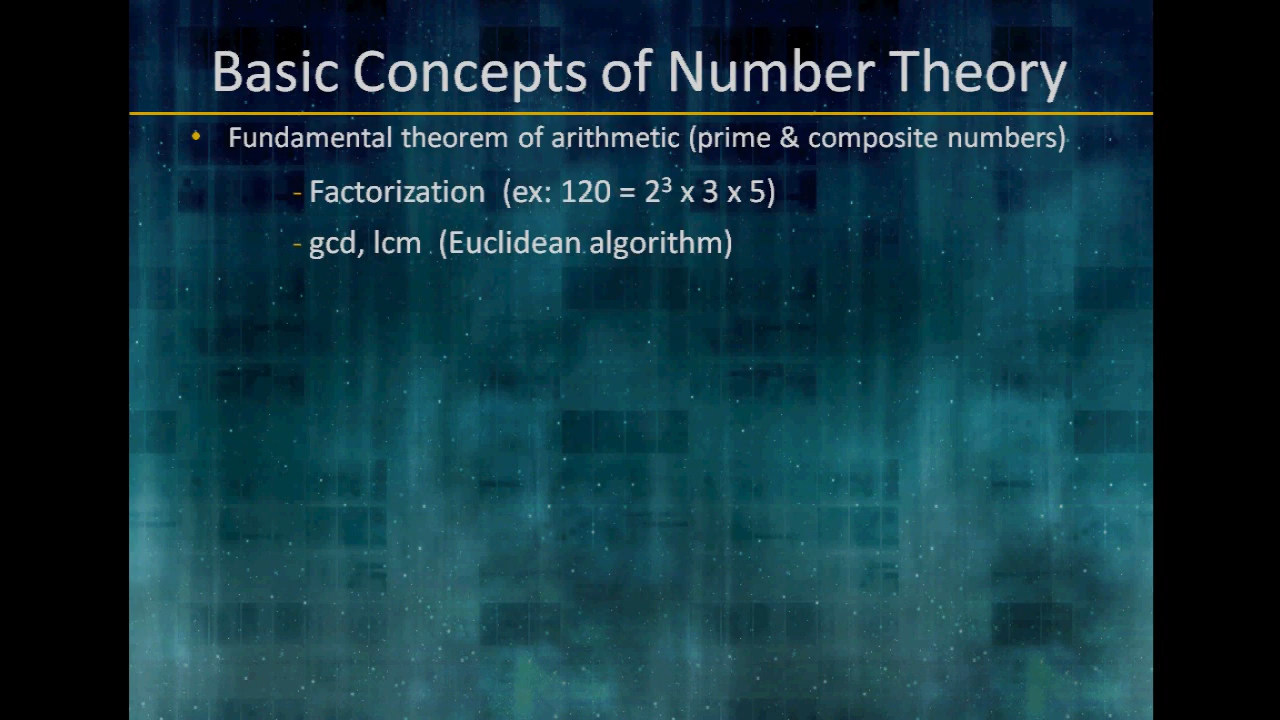 Basic Concepts of Number Theory
• Fundamental theorem of arithmetic (prime & composite numbers)
- Factorization (ex: 120 = 2³ x 3 x 5)
- gcd, lcm (Euclidean algorithm)